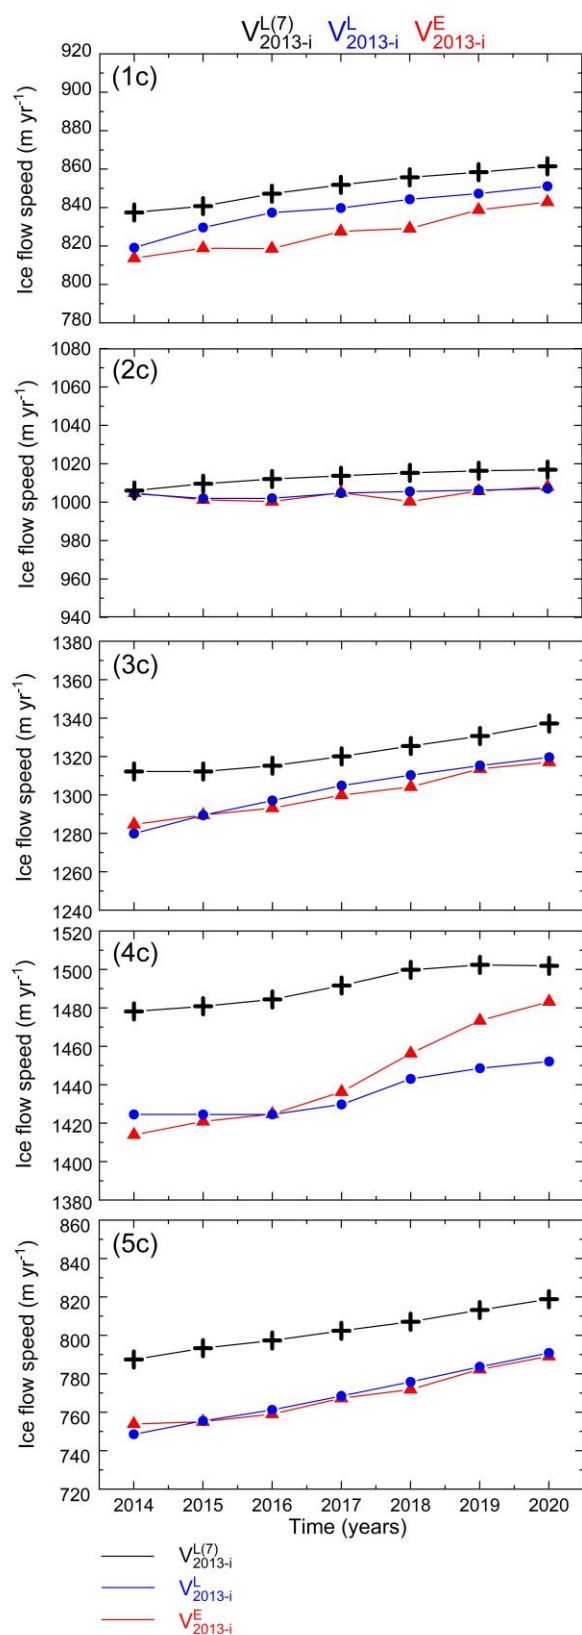 V^{L(7)}_{2013-i} V^{L}_{2013-i} V^{E}_{2013-i}
(1c)
Ice flow speed (m yr⁻¹)
920
900
880
860
840
820
800
780
(2c)
Ice flow speed (m yr⁻¹)
1080
1060
1040
1020
1000
980
960
940
(3c)
Ice flow speed (m yr⁻¹)
1380
1360
1340
1320
1300
1280
1260
1240
(4c)
Ice flow speed (m yr⁻¹)
1520
1500
1480
1460
1440
1420
1400
1380
(5c)
Ice flow speed (m yr⁻¹)
860
840
820
800
780
760
740
720
2014 2015 2016 2017 2018 2019 2020
Time (years)
V^{L(7)}_{2013-i}
V^{L}_{2013-i}
V^{E}_{2013-i}